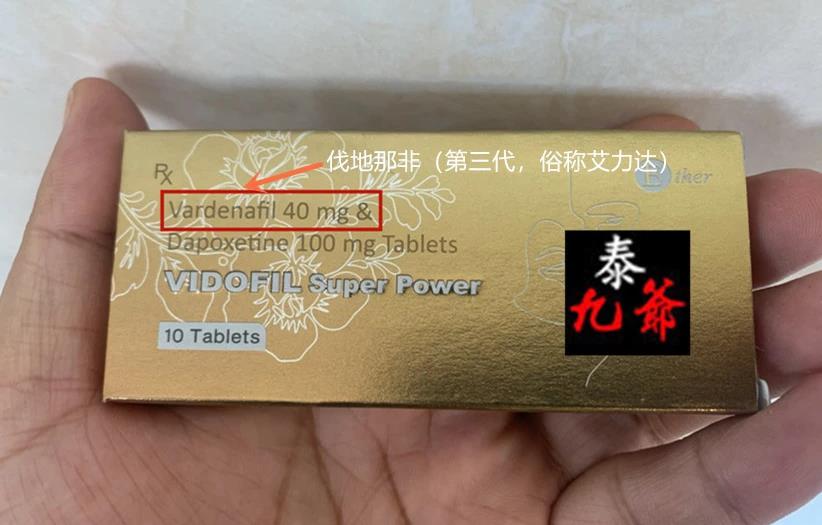 伐地那非（第三代，俗称艾力达）
Rx
ther
Vardenafil 40 mg &
Dapoxetine 100 mg Tablets
VIDOFIL Super Power
10 Tablets
泰
九爺